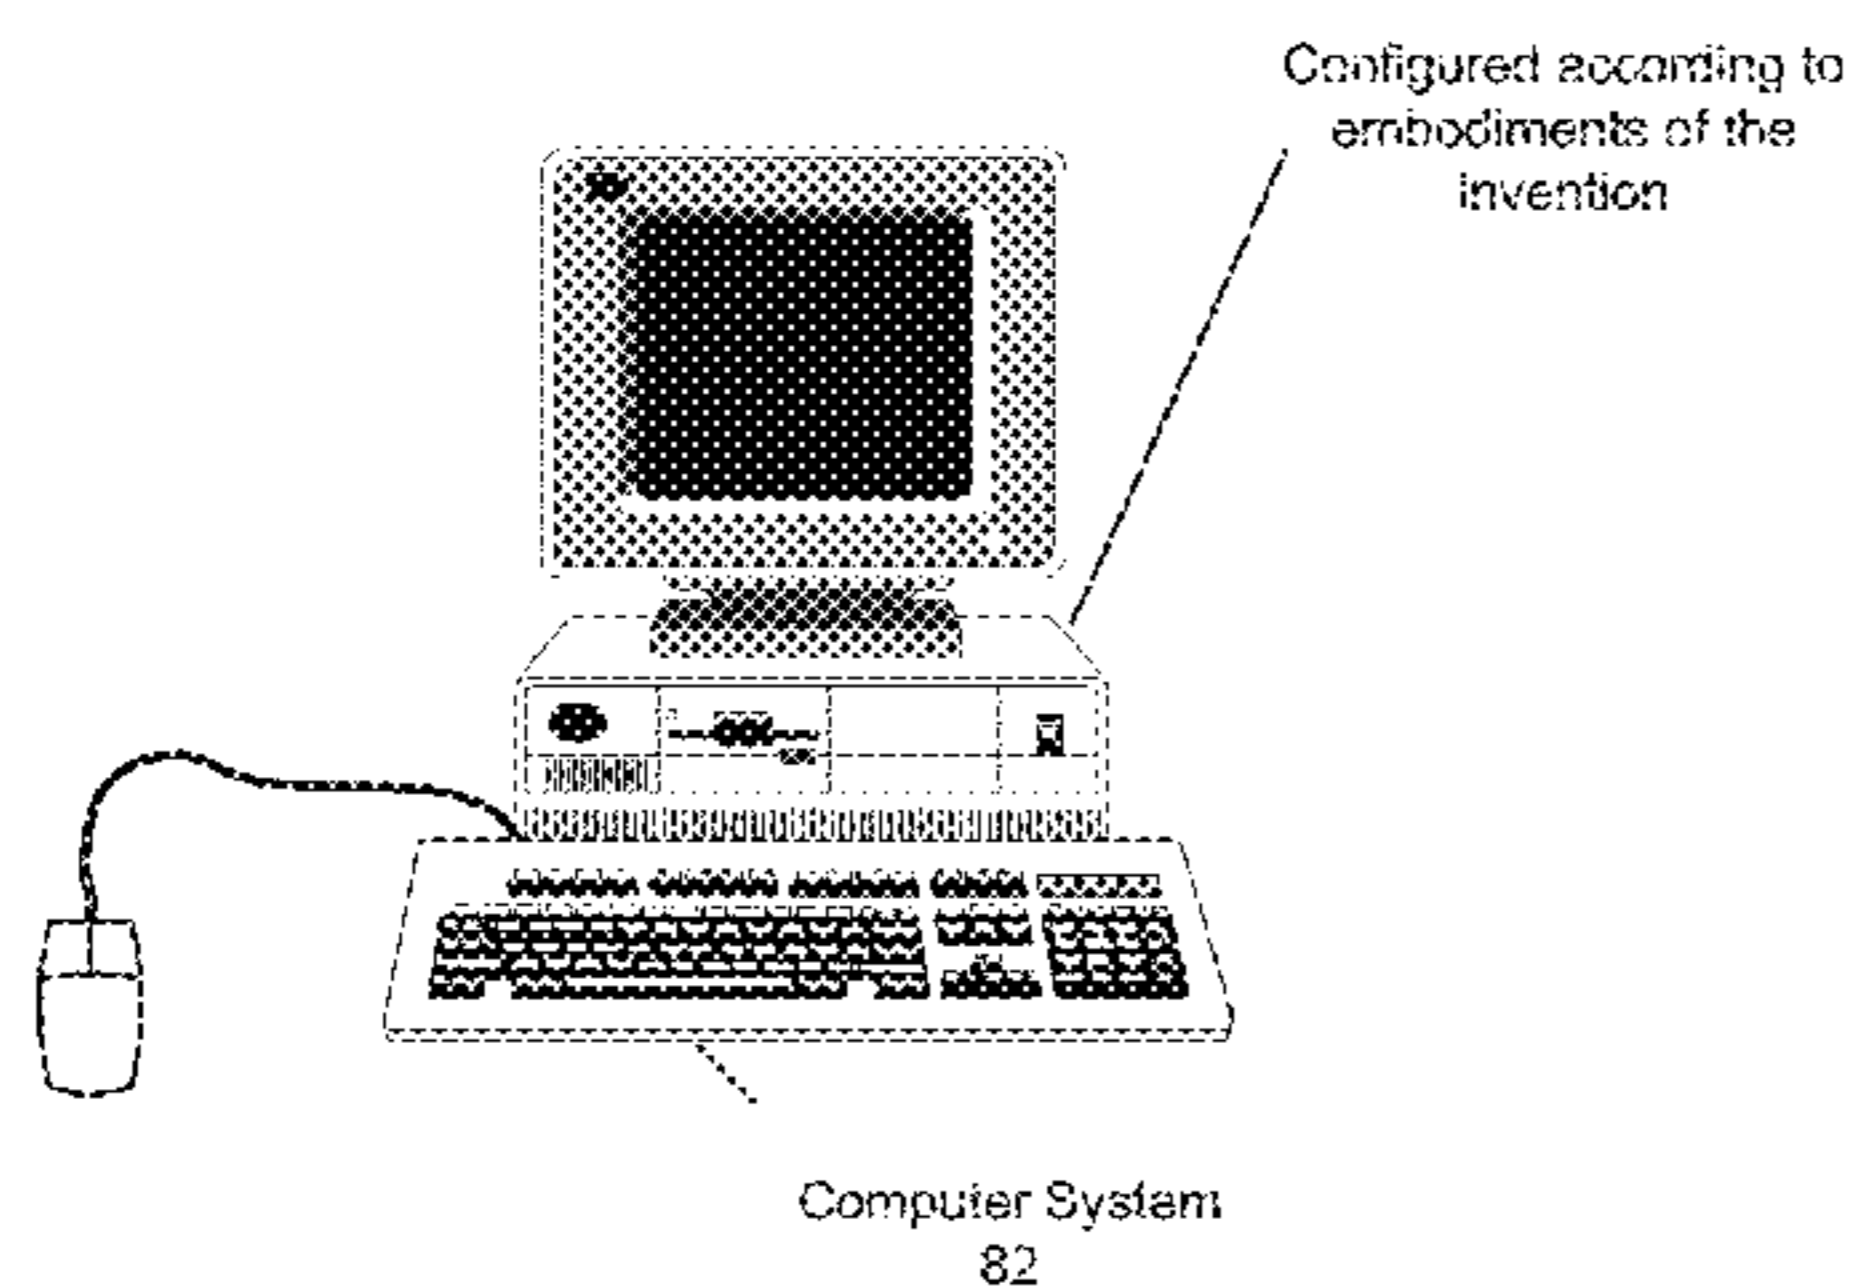 Configured according to
embodiments of the
invention
Computer System
82